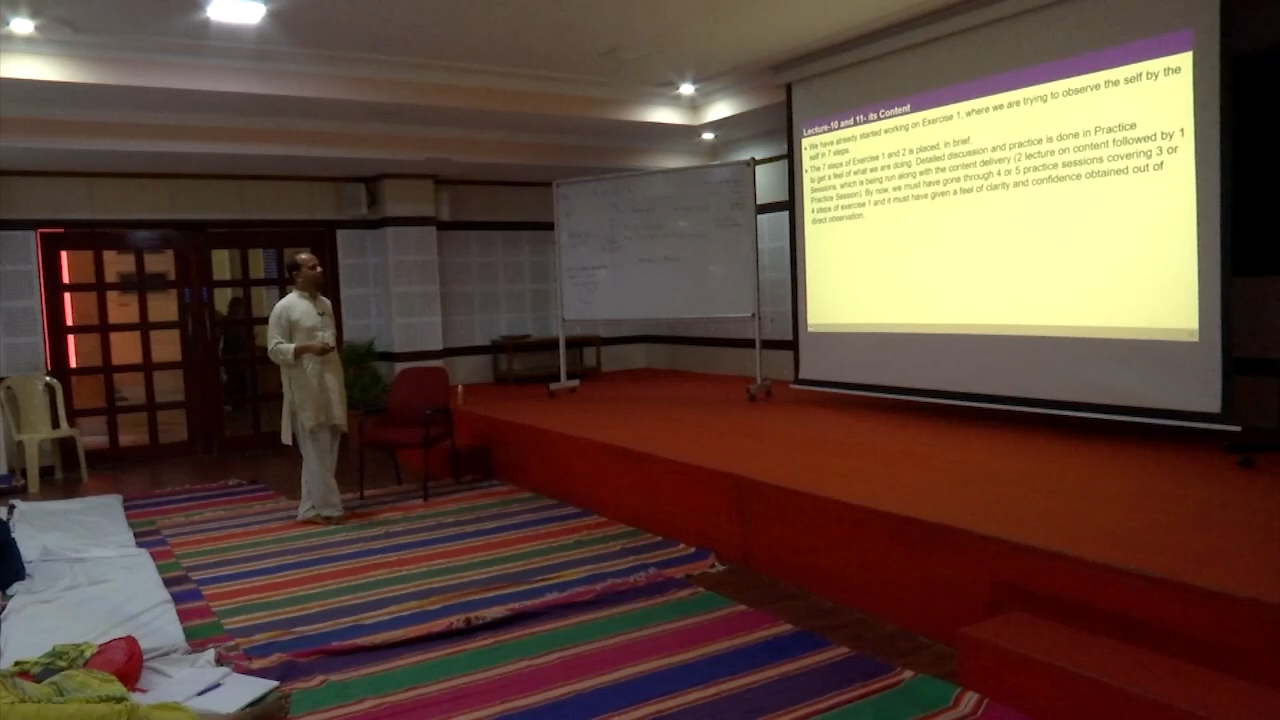 Lecture-10 and 11- its Content
• We have already started working on Exercise 1, where we are trying to observe the self by the
self in 7 steps.
• The 7 steps of Exercise 1 and 2 is placed, in brief,
to get a feel of what we are doing. Detailed discussion and practice is done in Practice
Sessions, which is being run along with the content delivery (2 lecture on content followed by 1
Practice Session). By now, we must have gone through 4 or 5 practice sessions covering 3 or
4 steps of exercise 1 and it must have given a feel of clarity and confidence obtained out of
direct observation.